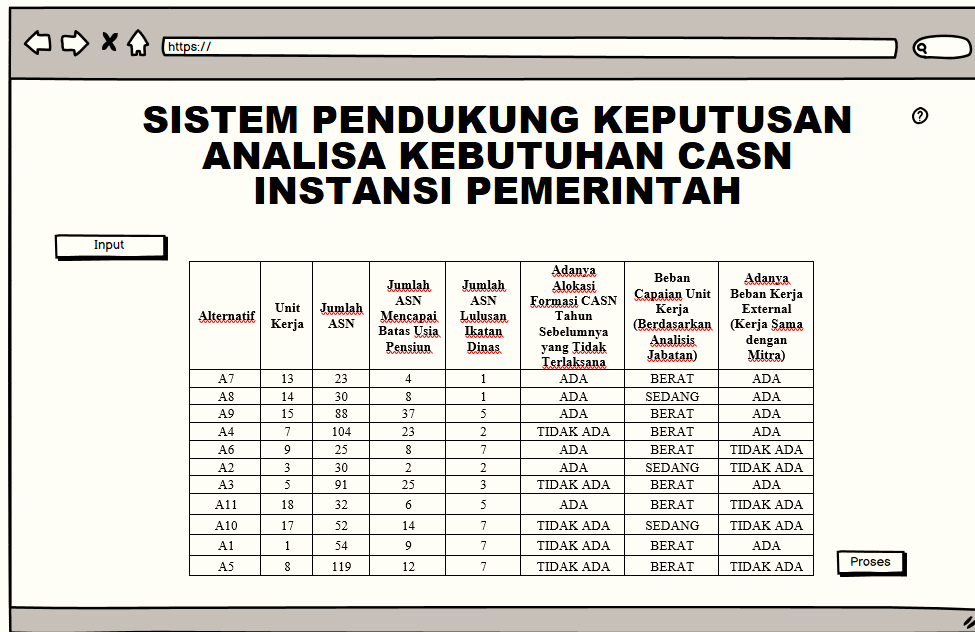 https://
SISTEM PENDUKUNG KEPUTUSAN
ANALISA KEBUTUHAN CASN
INSTANSI PEMERINTAH
?
Input
Alternatif
Unit
Kerja
Jumlah
ASN
Jumlah
ASN
Mencapai
Batas Usia
Pensiun
Jumlah
ASN
Lulusan
Ikatan
Dinas
Adanya
Alokasi
Formasi CASN
Tahun
Sebelumnya
yang Tidak
Terlaksana
Beban
Capaian Unit
Kerja
(Berdasarkan
Analisis
Jabatan)
Adanya
Beban Kerja
External
(Kerja Sama
dengan
Mitra)
A7 13 23 4 1 ADA BERAT ADA
A8 14 30 8 1 ADA SEDANG ADA
A9 15 88 37 5 ADA BERAT ADA
A4 7 104 23 2 TIDAK ADA BERAT ADA
A6 9 25 8 7 ADA BERAT TIDAK ADA
A2 3 30 2 2 ADA SEDANG TIDAK ADA
A3 5 91 25 3 TIDAK ADA BERAT ADA
A11 18 32 6 5 ADA BERAT TIDAK ADA
A10 17 52 14 7 TIDAK ADA SEDANG TIDAK ADA
A1 1 54 9 7 TIDAK ADA BERAT ADA
A5 8 119 12 7 TIDAK ADA BERAT TIDAK ADA
Proses